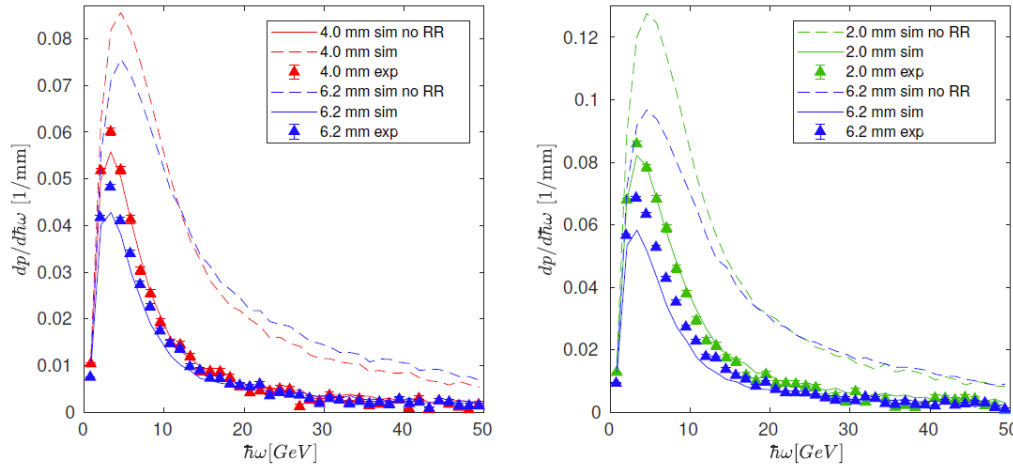 dp/dħω [1/mm]
0.08
0.07
0.06
0.05
0.04
0.03
0.02
0.01
0
4.0 mm sim no RR
4.0 mm sim
4.0 mm exp
6.2 mm sim no RR
6.2 mm sim
6.2 mm exp
0 10 20 30 40 50
ħω[GeV]
dp/dħω [1/mm]
0.12
0.1
0.08
0.06
0.04
0.02
0
2.0 mm sim no RR
2.0 mm sim
2.0 mm exp
6.2 mm sim no RR
6.2 mm sim
6.2 mm exp
0 10 20 30 40 50
ħω[GeV]